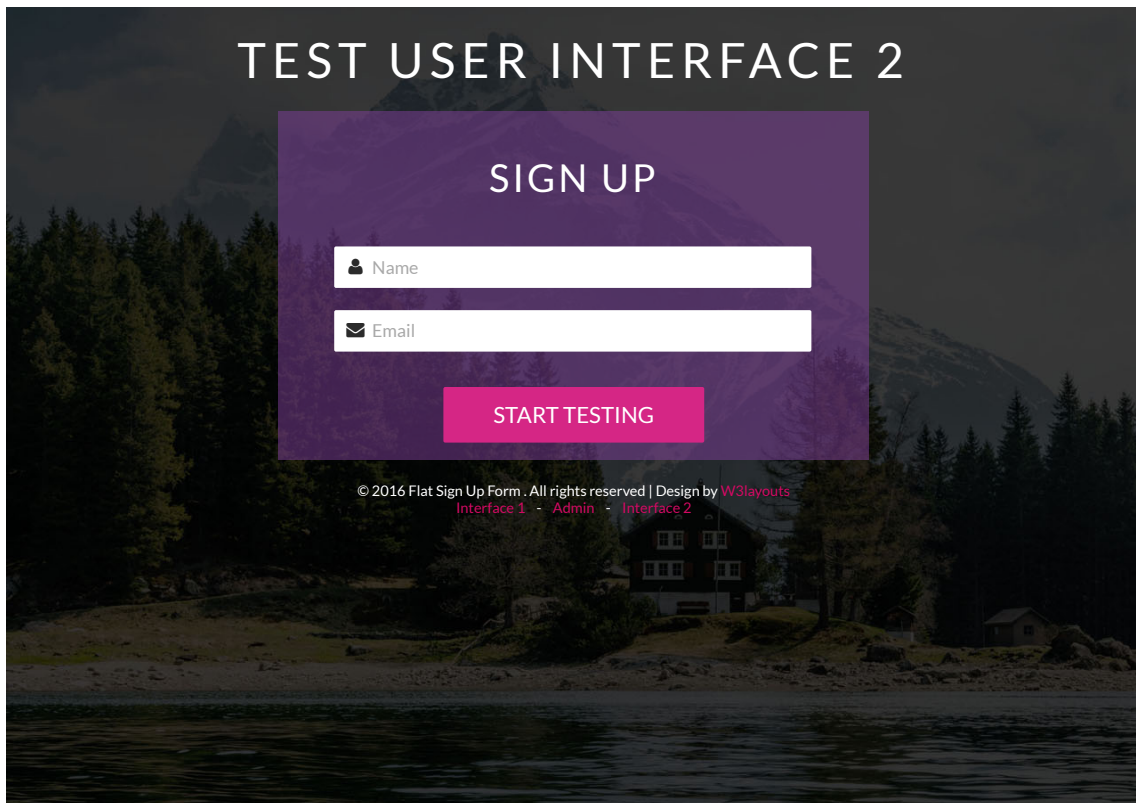 TEST USER INTERFACE 2
SIGN UP
Name
Email
START TESTING
© 2016 Flat Sign Up Form . All rights reserved | Design by W3layouts
Interface 1 - Admin - Interface 2